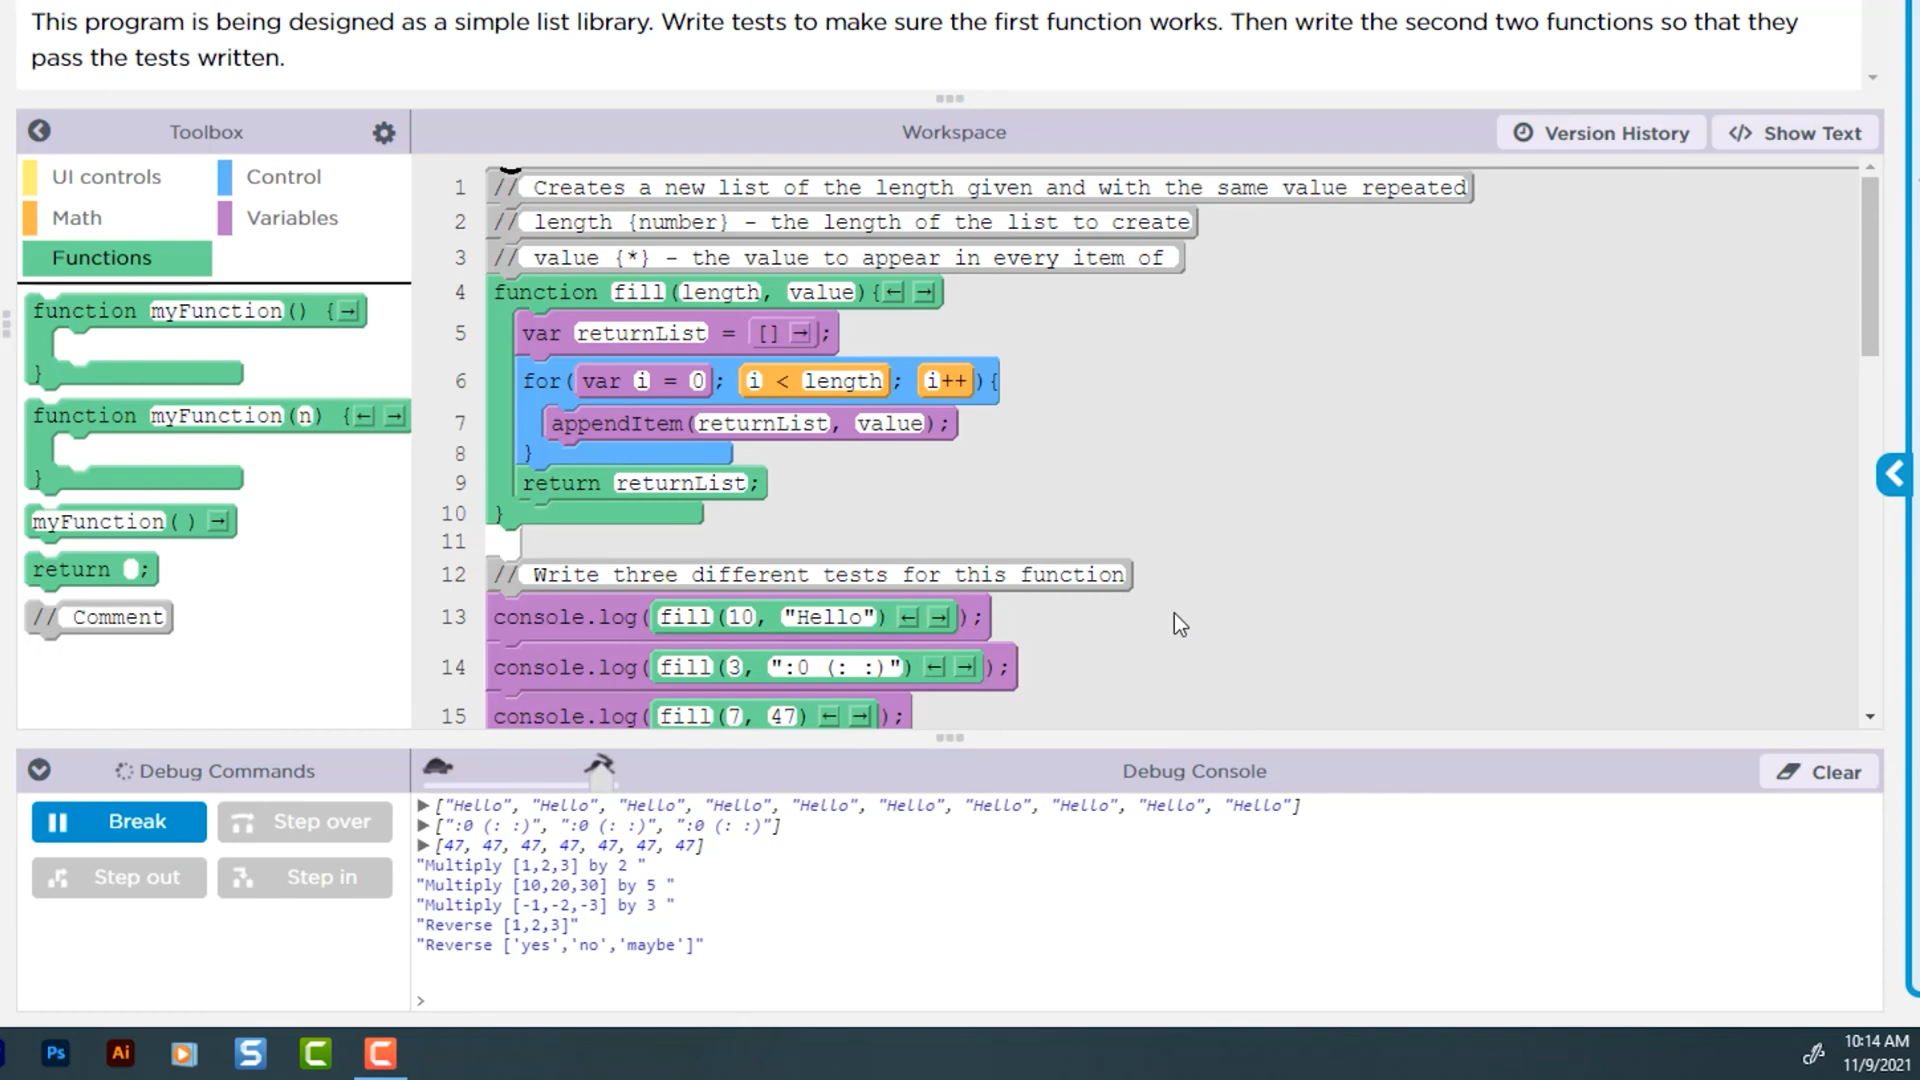 This program is being designed as a simple list library. Write tests to make sure the first function works. Then write the second two functions so that they
pass the tests written.
Toolbox
Workspace
Version History
</> Show Text
UI controls
Control
Math
Variables
Functions
function myFunction() {→
}
function myFunction(n) {← →
}
myFunction() →
return ;
// Comment
1 // Creates a new list of the length given and with the same value repeated
2 // length {number} - the length of the list to create
3 // value {*} - the value to appear in every item of
4 function fill(length, value){← →
5 var returnList = [] →;
6 for(var i = 0; i < length; i++){
7 appendItem(returnList, value);
8 }
9 return returnList;
10 }
11
12 // Write three different tests for this function
13 console.log(fill(10, "Hello") ← →);
14 console.log(fill(3, ":0 (: :)") ← →);
15 console.log(fill(7, 47) ← →);
Debug Commands
Debug Console
Clear
Break
Step over
Step out
Step in
["Hello", "Hello", "Hello", "Hello", "Hello", "Hello", "Hello", "Hello", "Hello", "Hello"]
[":0 (: :)", ":0 (: :)", ":0 (: :)"]
[47, 47, 47, 47, 47, 47, 47]
"Multiply [1,2,3] by 2 "
"Multiply [10,20,30] by 5 "
"Multiply [-1,-2,-3] by 3 "
"Reverse [1,2,3]"
"Reverse ['yes','no','maybe']"
>
Ps
Ai
S
C
C
10:14 AM
11/9/2021